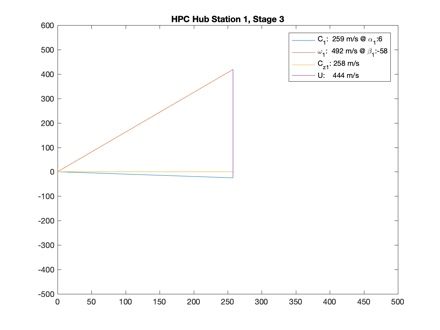 HPC Hub Station 1, Stage 3
C₁: 259 m/s @ α₁:6
ω₁: 492 m/s @ β₁:-58
C_z1: 258 m/s
U: 444 m/s
600
500
400
300
200
100
0
-100
-200
-300
-400
-500
0 50 100 150 200 250 300 350 400 450 500